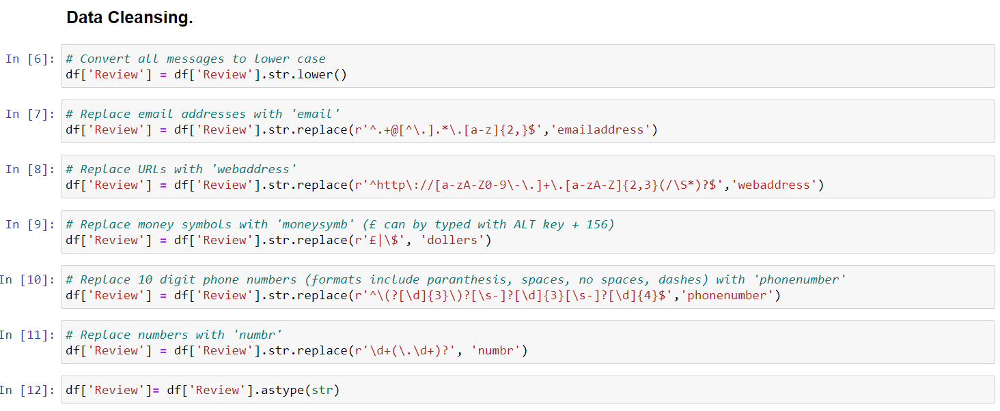 Data Cleansing.
In [6]:
# Convert all messages to lower case
df['Review'] = df['Review'].str.lower()
In [7]:
# Replace email addresses with 'email'
df['Review'] = df['Review'].str.replace(r'^.+@[^\.].*\.[a-z]{2,}$','emailaddress')
In [8]:
# Replace URLs with 'webaddress'
df['Review'] = df['Review'].str.replace(r'^http\://[a-zA-Z0-9\-\.]+\.[a-zA-Z]{2,3}(/\S*)?$','webaddress')
In [9]:
# Replace money symbols with 'moneysymb' (£ can by typed with ALT key + 156)
df['Review'] = df['Review'].str.replace(r'£|\$', 'dollers')
In [10]:
# Replace 10 digit phone numbers (formats include paranthesis, spaces, no spaces, dashes) with 'phonenumber'
df['Review'] = df['Review'].str.replace(r'^\(?[\d]{3}\)?[\s-]?[\d]{3}[\s-]?[\d]{4}$','phonenumber')
In [11]:
# Replace numbers with 'numbr'
df['Review'] = df['Review'].str.replace(r'\d+(\.\d+)?', 'numbr')
In [12]:
df['Review']= df['Review'].astype(str)